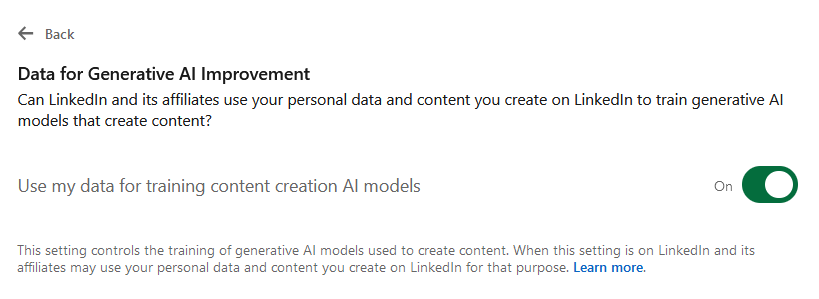 Back
Data for Generative AI Improvement
Can LinkedIn and its affiliates use your personal data and content you create on LinkedIn to train generative AI
models that create content?
Use my data for training content creation AI models
On
This setting controls the training of generative AI models used to create content. When this setting is on LinkedIn and its
affiliates may use your personal data and content you create on LinkedIn for that purpose. Learn more.